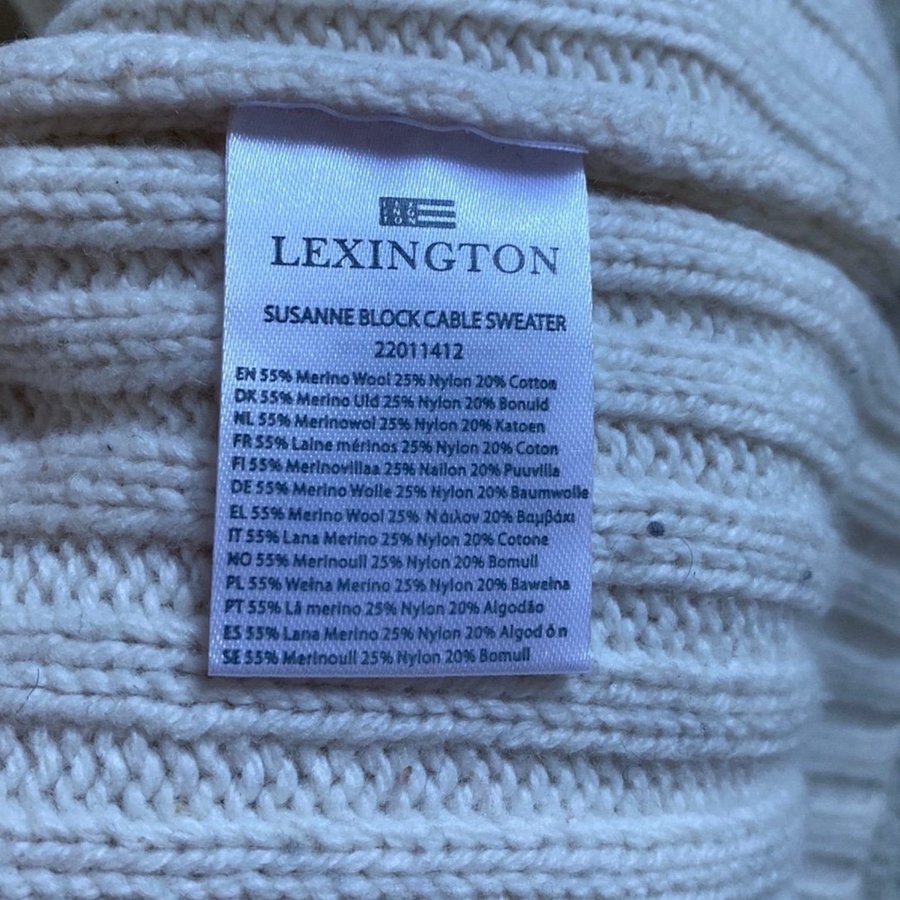 LEX
ING
TON
LEXINGTON
SUSANNE BLOCK CABLE SWEATER
22011412
EN 55% Merino Wool 25% Nylon 20% Cotton
DK 55% Merino Uld 25% Nylon 20% Bonuld
NL 55% Merinowol 25% Nylon 20% Katoen
FR 55% Laine mérinos 25% Nylon 20% Coton
FI 55% Merinovillaa 25% Nailon 20% Puuvilla
DE 55% Merino Wolle 25% Nylon 20% Baumwolle
EL 55% Merino Wool 25% Νάιλον 20% Βαμβάκι
IT 55% Lana Merino 25% Nylon 20% Cotone
NO 55% Merinoull 25% Nylon 20% Bomull
PL 55% Wełna Merino 25% Nylon 20% Bawełna
PT 55% Lã merino 25% Nylon 20% Algodão
ES 55% Lana Merino 25% Nylon 20% Algodón
SE 55% Merinoull 25% Nylon 20% Bomull